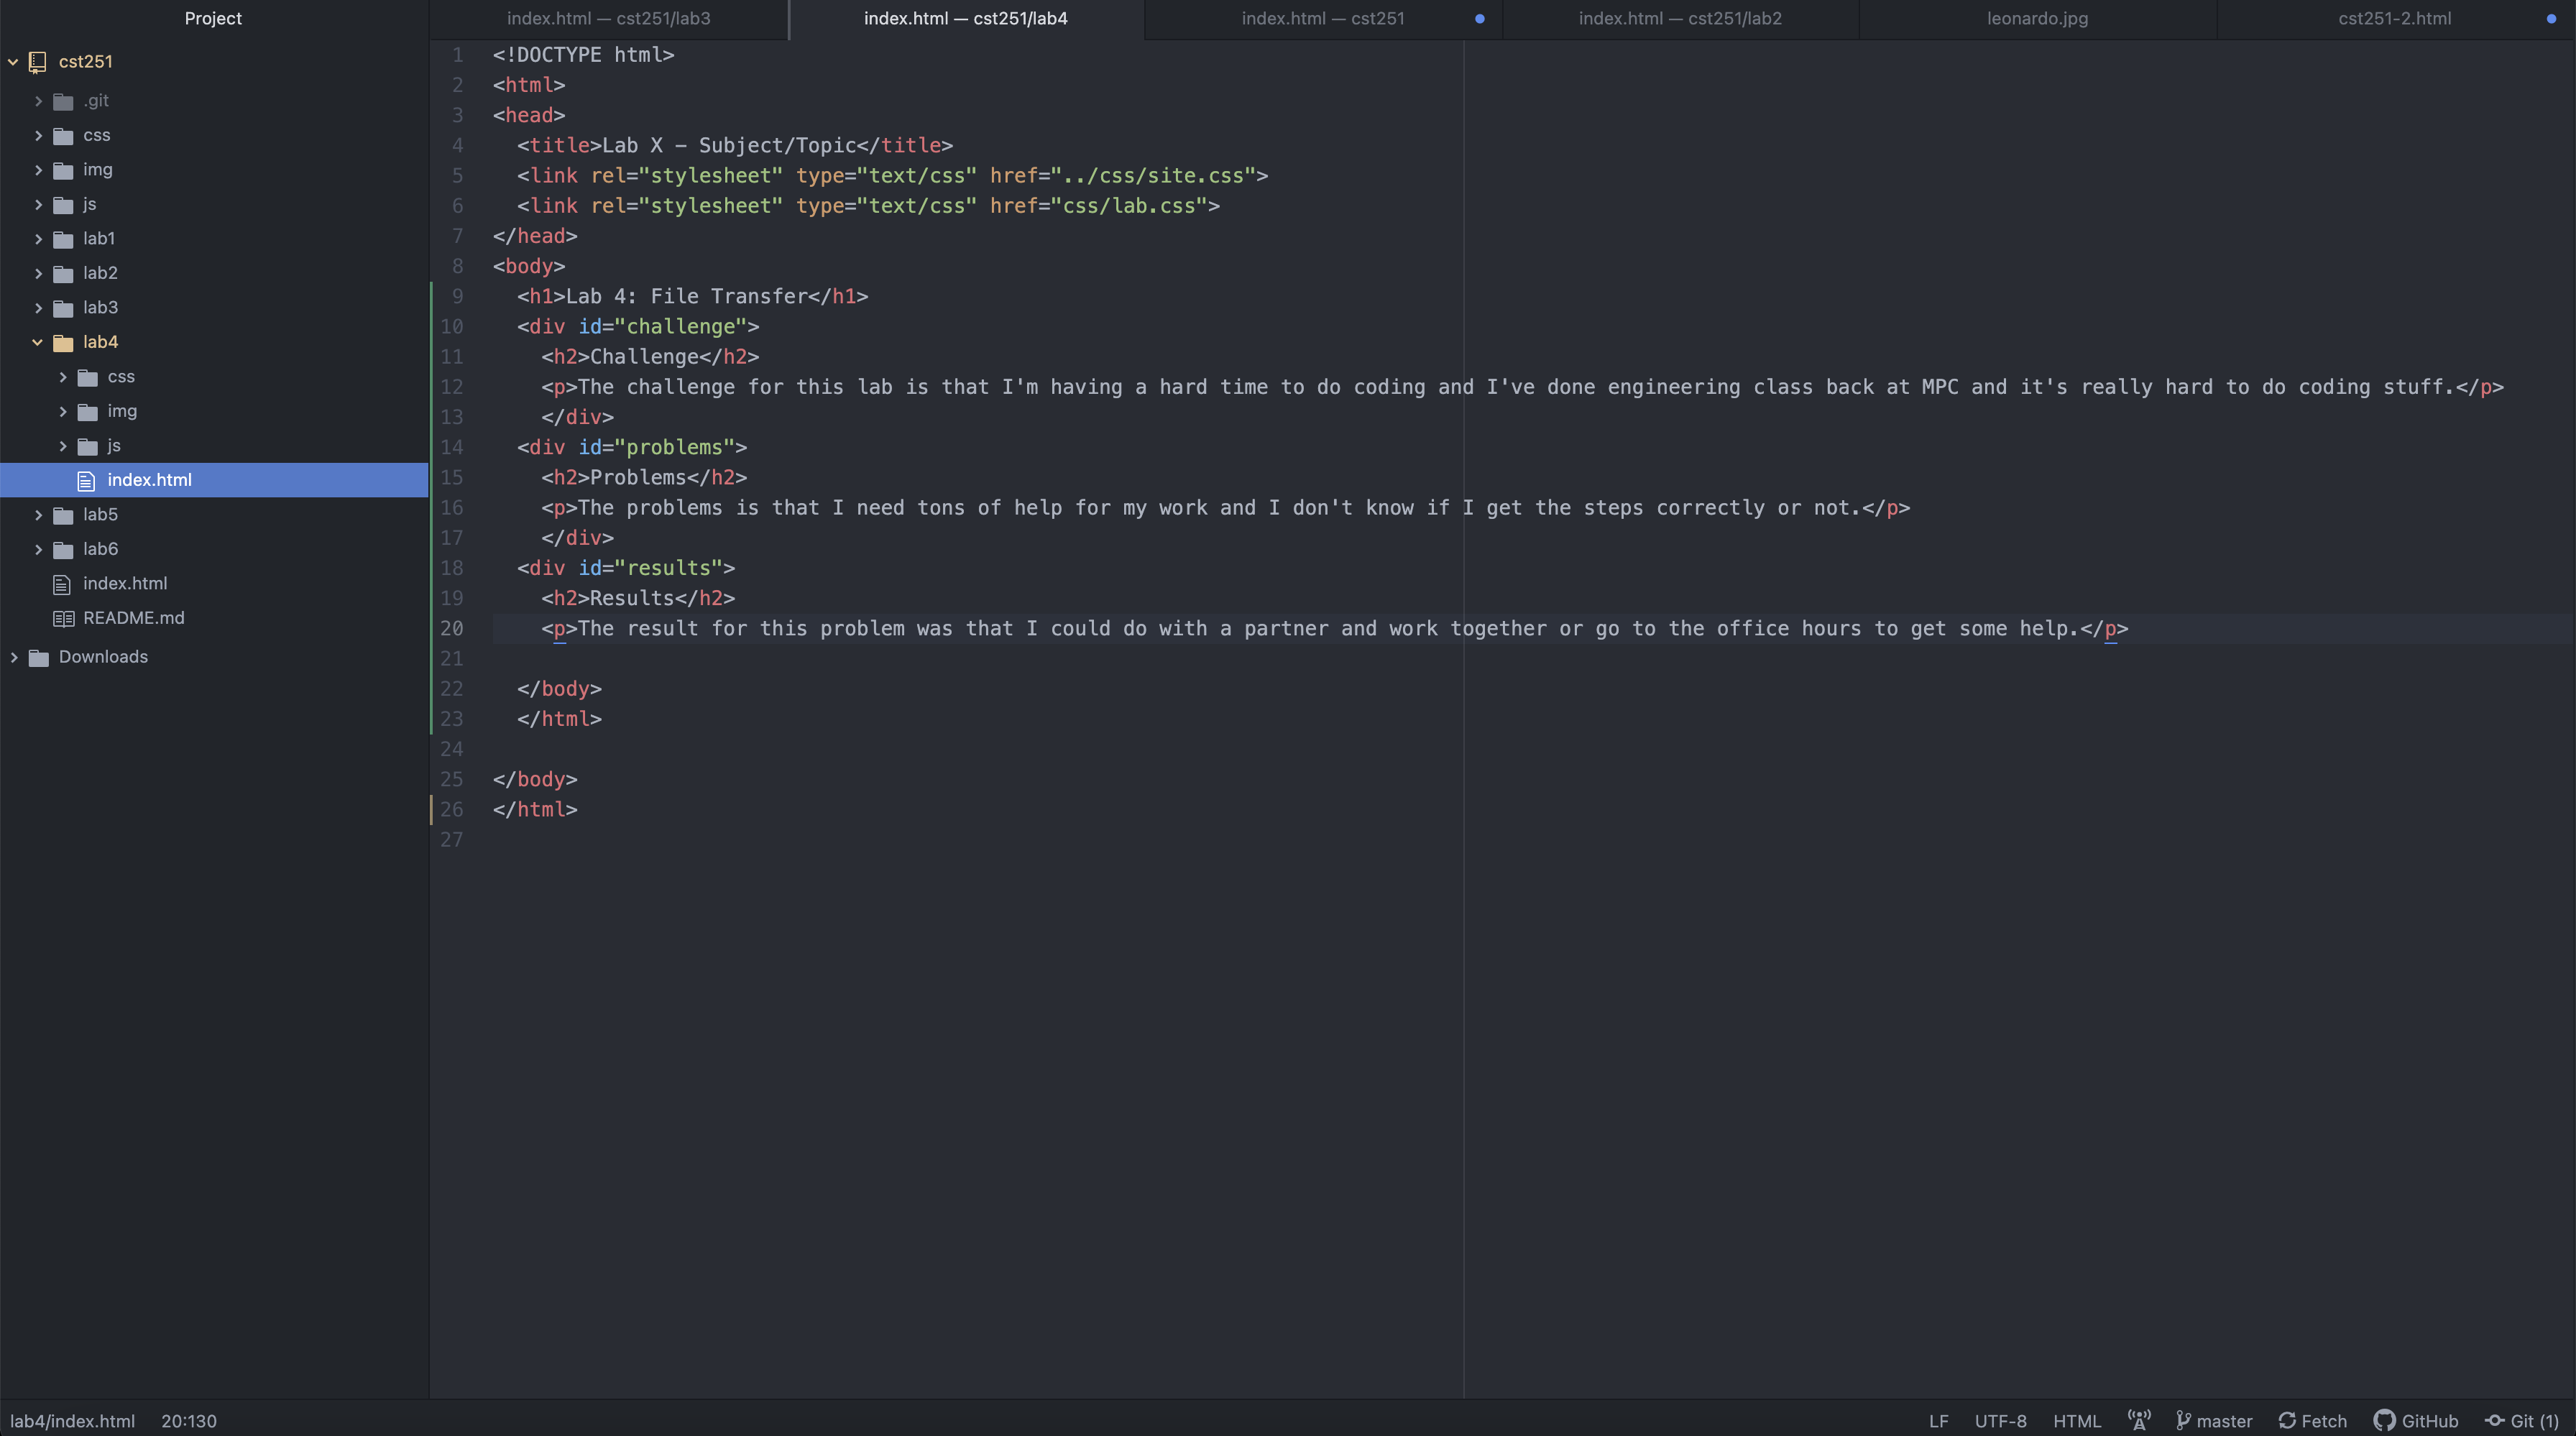 Project
cst251
.git
css
img
js
lab1
lab2
lab3
lab4
css
img
js
index.html
lab5
lab6
index.html
README.md
Downloads
index.html — cst251/lab3
index.html — cst251/lab4
index.html — cst251
index.html — cst251/lab2
leonardo.jpg
cst251-2.html
1 <!DOCTYPE html>
2 <html>
3 <head>
4   <title>Lab X – Subject/Topic</title>
5   <link rel="stylesheet" type="text/css" href="../css/site.css">
6   <link rel="stylesheet" type="text/css" href="css/lab.css">
7 </head>
8 <body>
9   <h1>Lab 4: File Transfer</h1>
10   <div id="challenge">
11     <h2>Challenge</h2>
12     <p>The challenge for this lab is that I'm having a hard time to do coding and I've done engineering class back at MPC and it's really hard to do coding stuff.</p>
13     </div>
14   <div id="problems">
15     <h2>Problems</h2>
16     <p>The problems is that I need tons of help for my work and I don't know if I get the steps correctly or not.</p>
17     </div>
18   <div id="results">
19     <h2>Results</h2>
20     <p>The result for this problem was that I could do with a partner and work together or go to the office hours to get some help.</p>
21
22   </body>
23   </html>
24
25 </body>
26 </html>
27
lab4/index.html 20:130 LF UTF-8 HTML master Fetch GitHub Git (1)